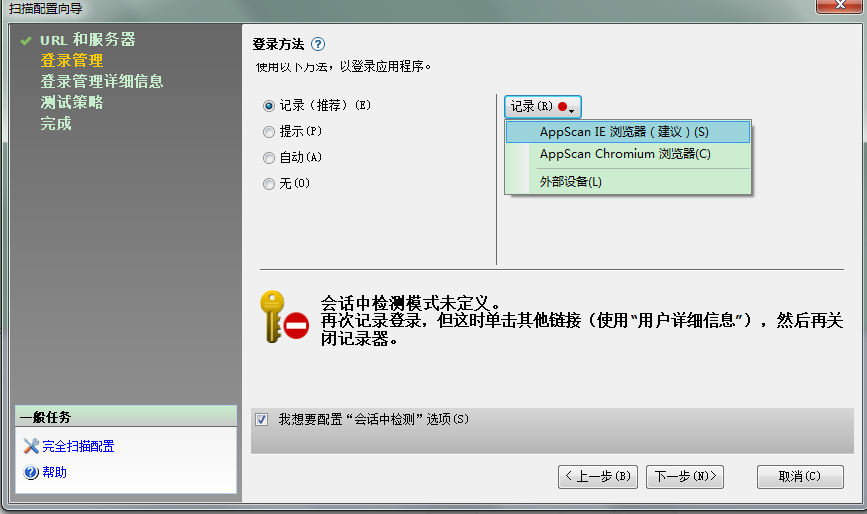 扫描配置向导
URL 和服务器
登录管理
登录管理详细信息
测试策略
完成
登录方法
使用以下方法，以登录应用程序。
记录（推荐）(E)
提示(P)
自动(A)
无(O)
记录(R)
AppScan IE 浏览器 ( 建议 ) (S)
AppScan Chromium 浏览器(C)
外部设备(L)
会话中检测模式未定义。
再次记录登录，但这时单击其他链接（使用“用户详细信息”），然后再关
闭记录器。
一般任务
完全扫描配置
帮助
我想要配置“会话中检测”选项(S)
< 上一步(B)
下一步(N)>
取消(C)